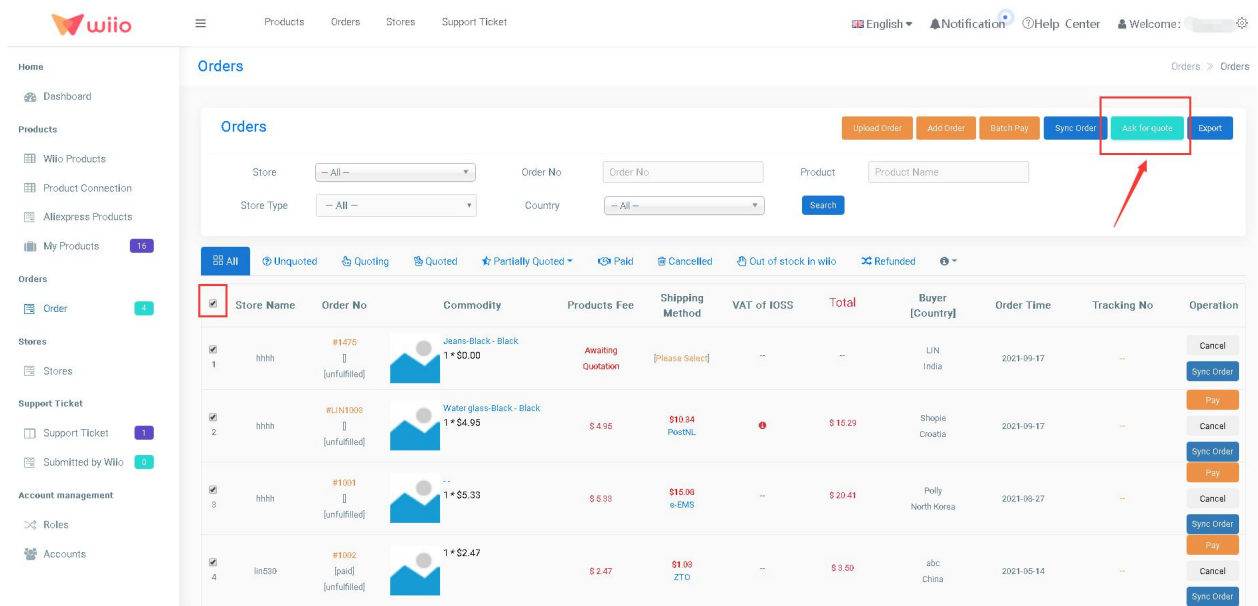 wiio
Products Orders Stores Support Ticket
English Notification Help Center Welcome:
Home
Dashboard
Products
Wiio Products
Product Connection
Aliexpress Products
My Products 16
Orders
Order 4
Stores
Stores
Support Ticket
Support Ticket 1
Submitted by Wiio 0
Account management
Roles
Accounts
Orders
Orders » Orders
Orders
Upload Order Add Order Batch Pay Sync Order Ask for quote Export
Store — All — Order No Order No Product Product Name
Store Type — All — Country — All — Search
All Unquoted Quoting Quoted Partially Quoted Paid Cancelled Out of stock in wiio Refunded
Store Name Order No Commodity Products Fee Shipping Method VAT of IOSS Total Buyer [Country] Order Time Tracking No Operation
1 hhhh #1475 [] [unfulfilled] Jeans-Black - Black 1 * $0.00 Awaiting Quotation [Please Select] -- -- LIN India 2021-09-17 -- Cancel Sync Order
2 hhhh #LIN1003 [] [unfulfilled] Water glass-Black - Black 1 * $4.95 $ 4.95 $10.34 PostNL $ 15.29 Shopie Croatia 2021-09-17 -- Pay Cancel Sync Order
3 hhhh #1001 [] [unfulfilled] - - 1 * $5.33 $ 5.33 $15.08 e-EMS -- $ 20.41 Polly North Korea 2021-08-27 -- Pay Cancel Sync Order
4 lin530 #1002 [paid] [unfulfilled] 1 * $2.47 $ 2.47 $1.03 ZTO -- $ 3.50 abc China 2021-05-14 -- Pay Cancel Sync Order